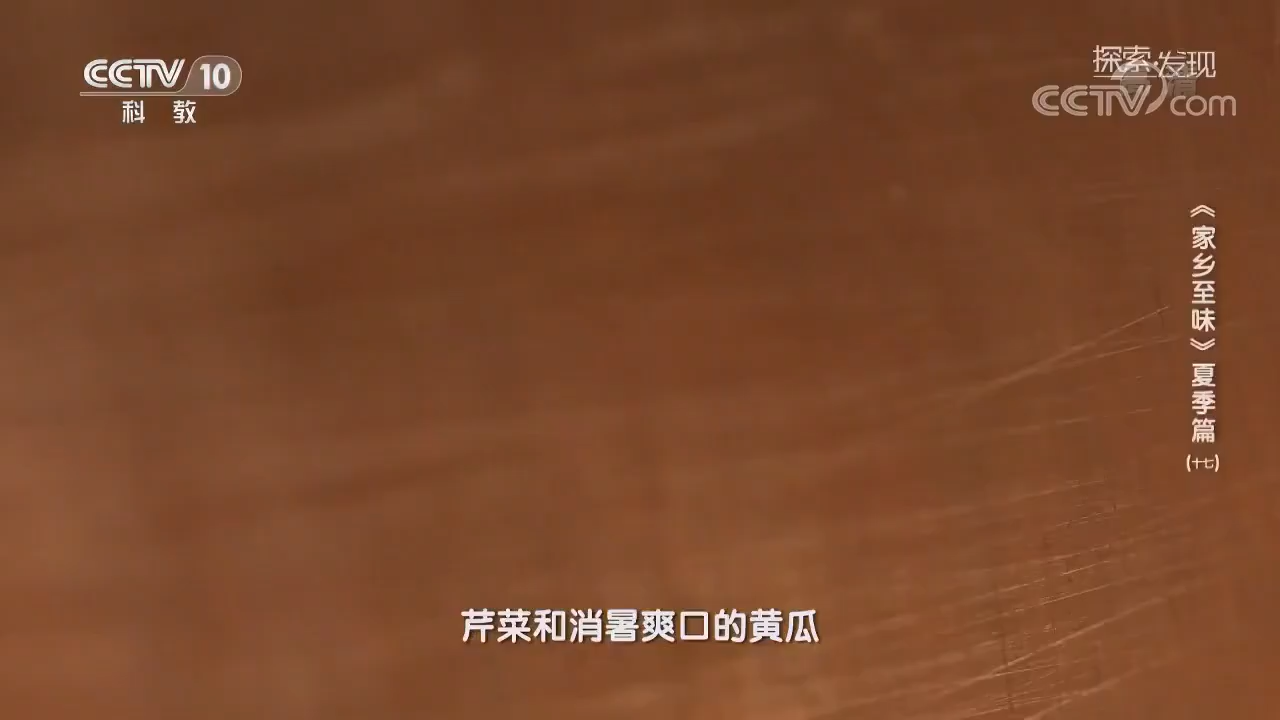 CCTV 10
科教
探索·发现
CCTV.com
《家乡至味》夏季篇
(十七)
芹菜和消暑爽口的黄瓜